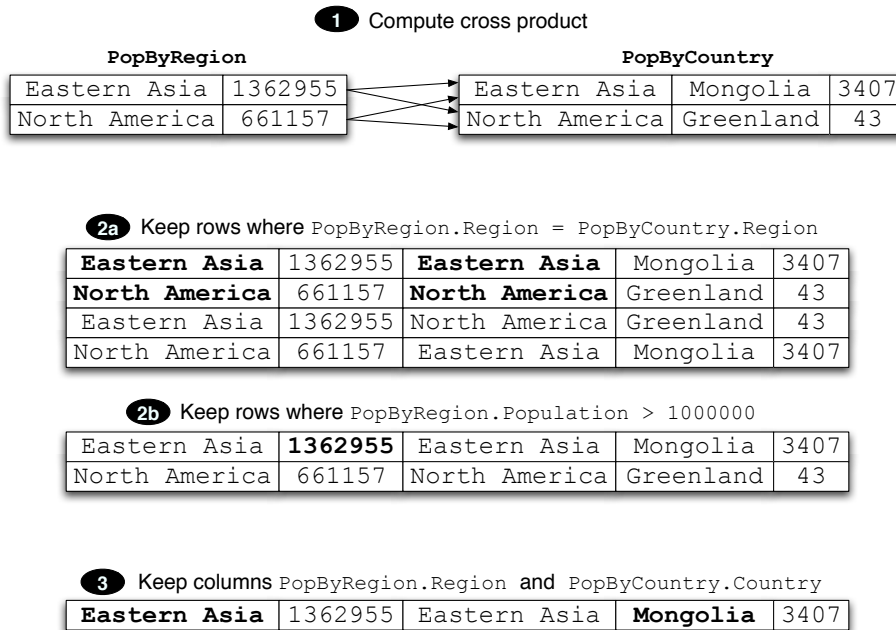 1 Compute cross product
PopByRegion PopByCountry
Eastern Asia 1362955 Eastern Asia Mongolia 3407
North America 661157 North America Greenland 43
2a Keep rows where PopByRegion.Region = PopByCountry.Region
Eastern Asia 1362955 Eastern Asia Mongolia 3407
North America 661157 North America Greenland 43
Eastern Asia 1362955 North America Greenland 43
North America 661157 Eastern Asia Mongolia 3407
2b Keep rows where PopByRegion.Population > 1000000
Eastern Asia 1362955 Eastern Asia Mongolia 3407
North America 661157 North America Greenland 43
3 Keep columns PopByRegion.Region and PopByCountry.Country
Eastern Asia 1362955 Eastern Asia Mongolia 3407